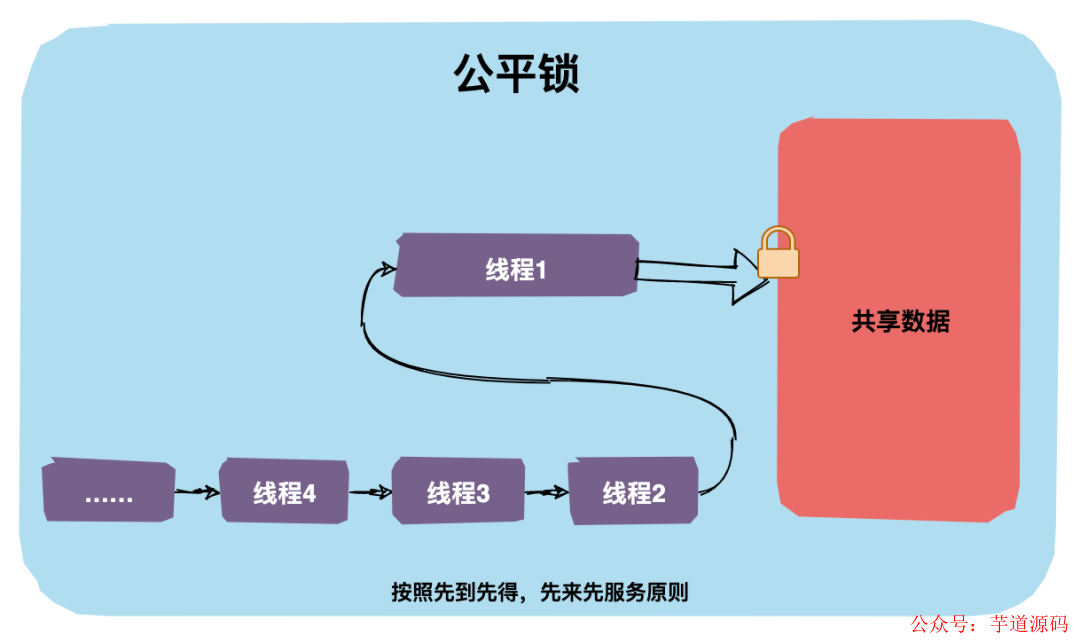 公平锁
线程1
共享数据
……
线程4
线程3
线程2
按照先到先得，先来先服务原则
公众号：芋道源码